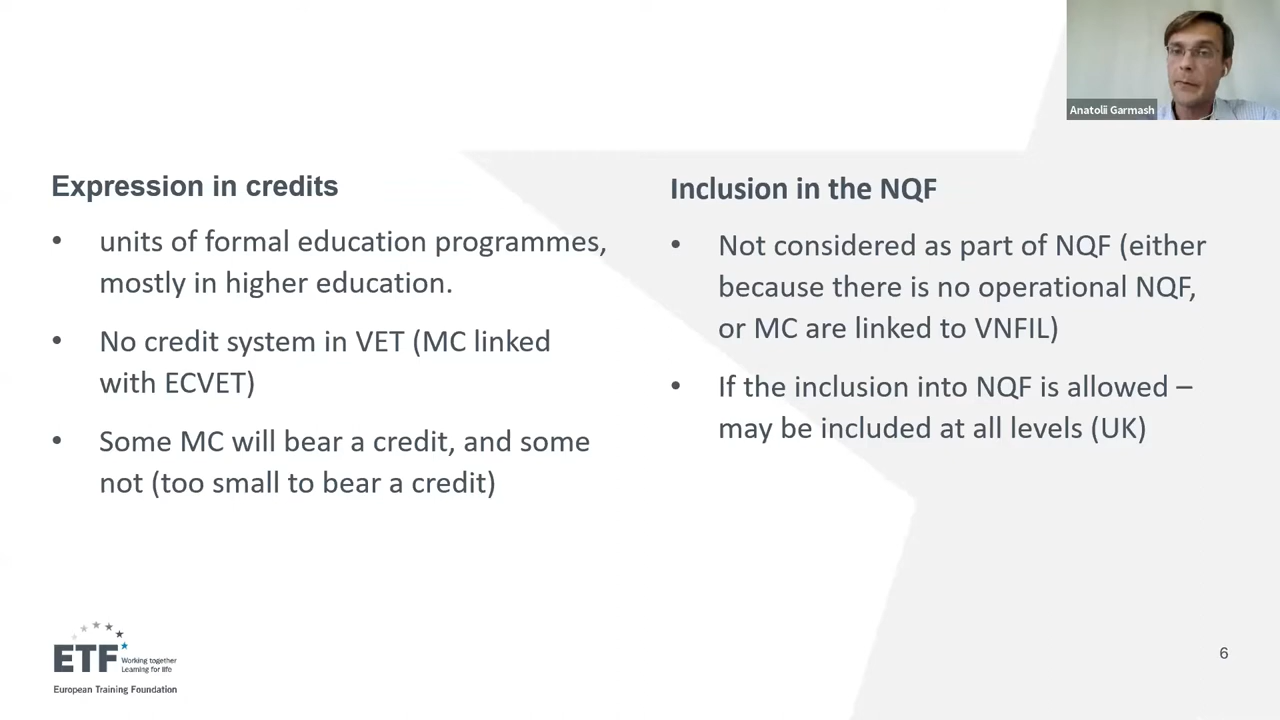 Anatolii Garmash
Expression in credits
• units of formal education programmes,
mostly in higher education.
• No credit system in VET (MC linked
with ECVET)
• Some MC will bear a credit, and some
not (too small to bear a credit)
Inclusion in the NQF
• Not considered as part of NQF (either
because there is no operational NQF,
or MC are linked to VNFIL)
• If the inclusion into NQF is allowed –
may be included at all levels (UK)
ETF
Working together
Learning for life
European Training Foundation
6